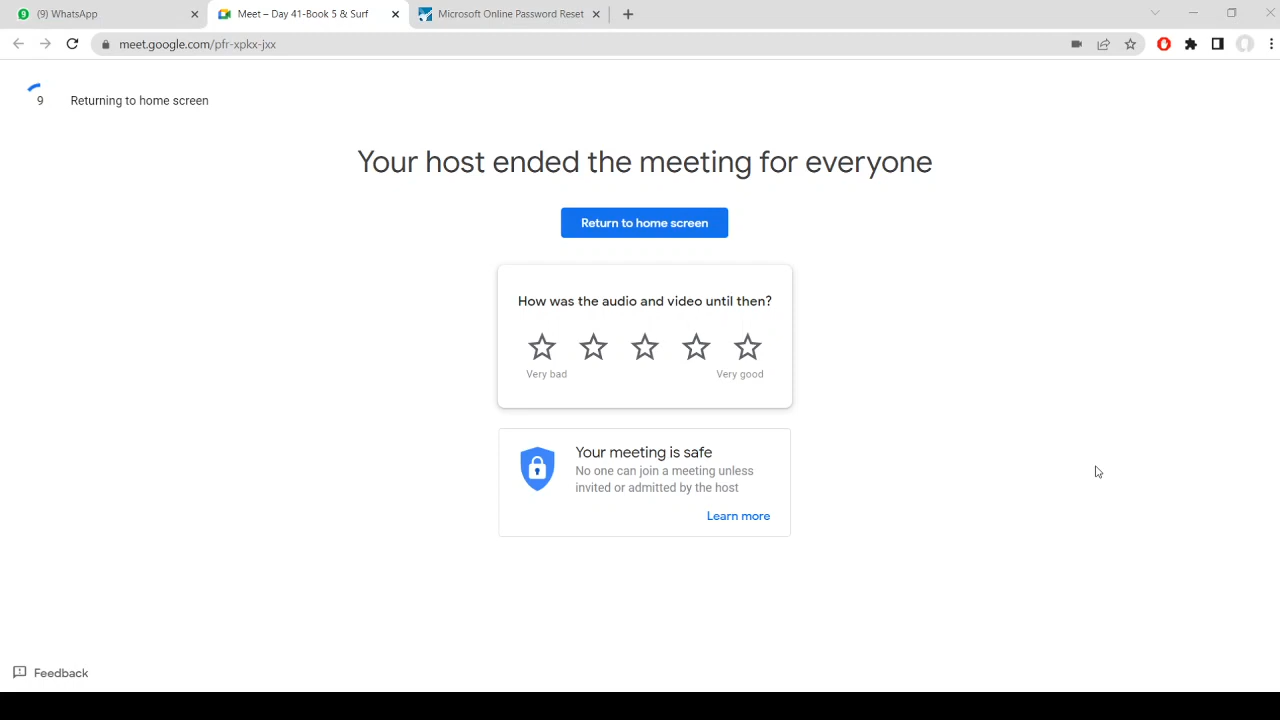 (9) WhatsApp
Meet – Day 41-Book 5 & Surf
Microsoft Online Password Reset
meet.google.com/pfr-xpkx-jxx
9 Returning to home screen
Your host ended the meeting for everyone
Return to home screen
How was the audio and video until then?
Very bad Very good
Your meeting is safe
No one can join a meeting unless
invited or admitted by the host
Learn more
Feedback